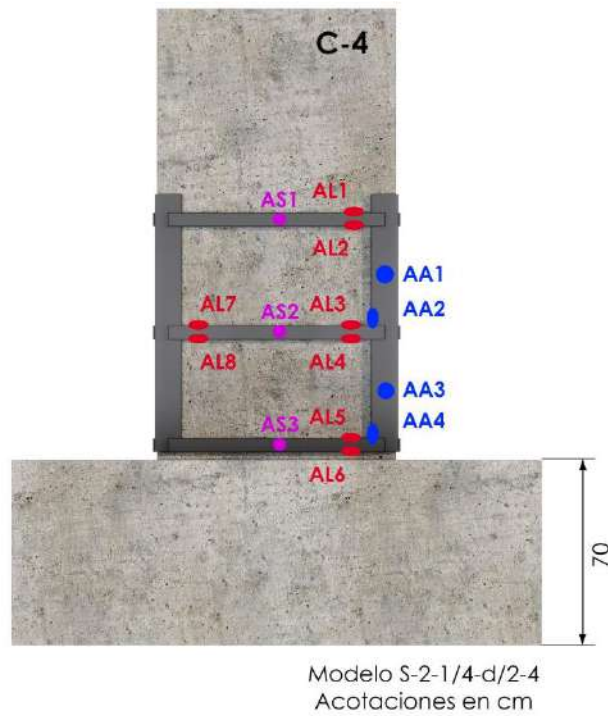 C-4
AL1
AS1
AL2
AA1
AL7
AS2
AL3
AA2
AL8
AL4
AA3
AL5
AS3
AA4
AL6
70
Modelo S-2-1/4-d/2-4
Acotaciones en cm